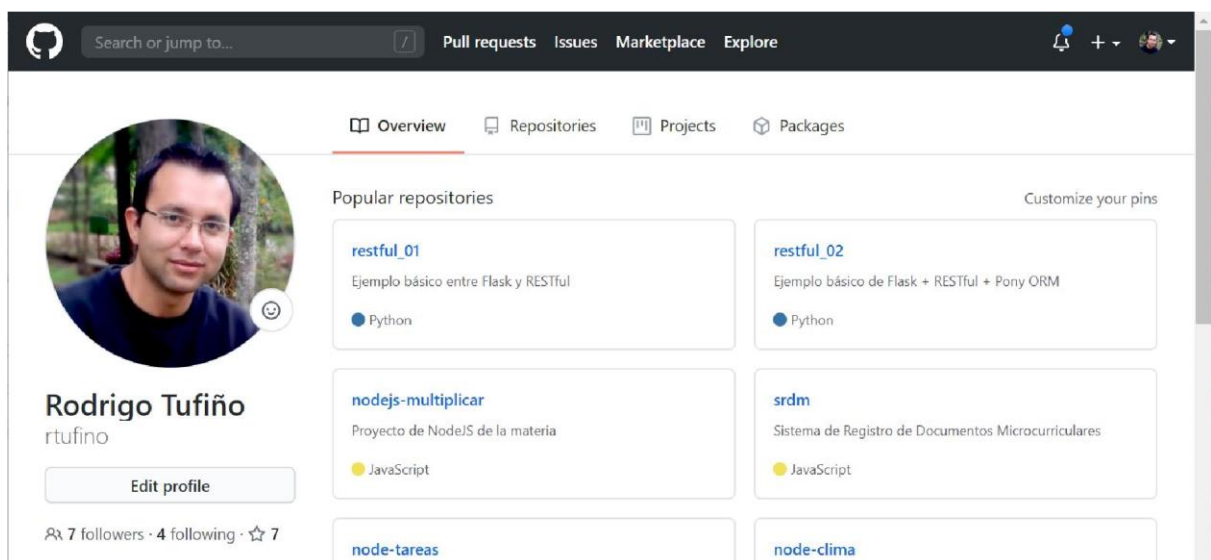 Search or jump to... / Pull requests Issues Marketplace Explore
Overview Repositories Projects Packages
Popular repositories Customize your pins
restful_01
Ejemplo básico entre Flask y RESTful
Python
restful_02
Ejemplo básico de Flask + RESTful + Pony ORM
Python
Rodrigo Tufiño
rtufino
Edit profile
7 followers · 4 following · 7
nodejs-multiplicar
Proyecto de NodeJS de la materia
JavaScript
srdm
Sistema de Registro de Documentos Microcurriculares
JavaScript
node-tareas
node-clima